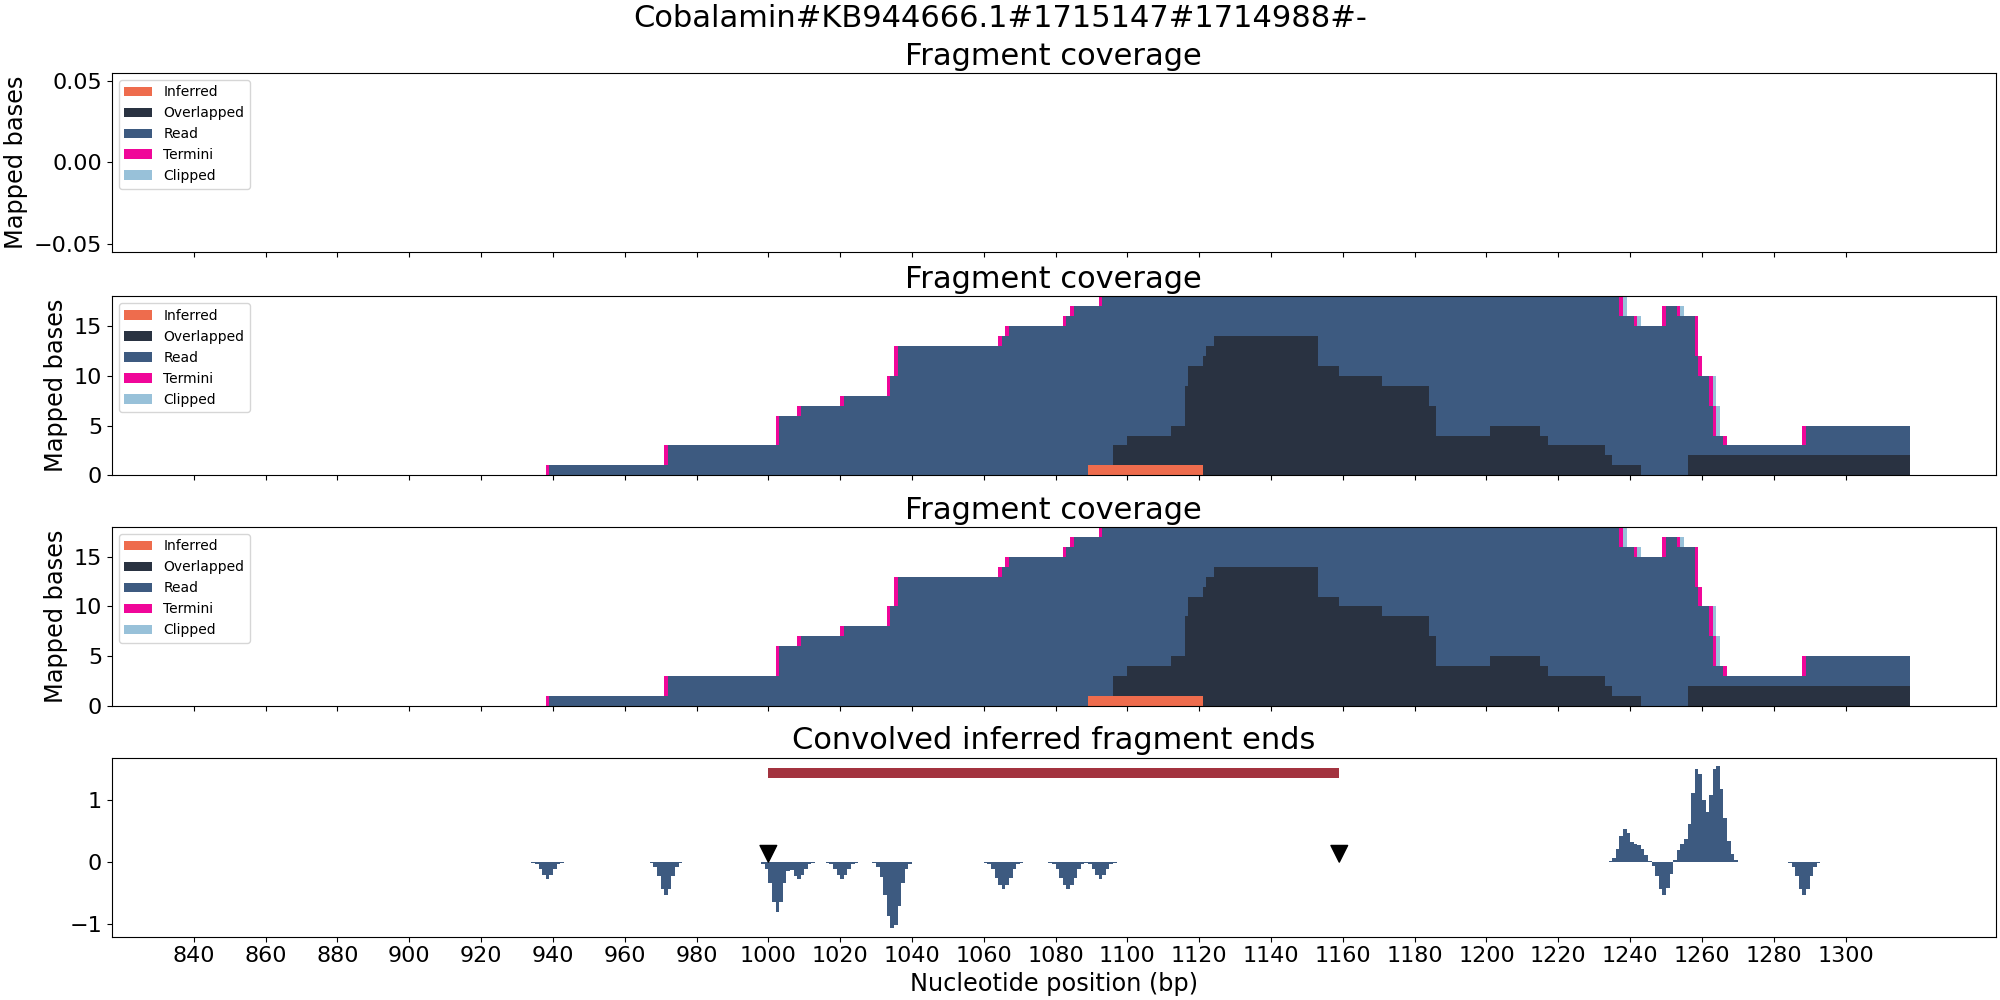 Cobalamin#KB944666.1#1715147#1714988#-
Fragment coverage
Mapped bases
0.05
0.00
−0.05
Inferred
Overlapped
Read
Termini
Clipped
Fragment coverage
Mapped bases
15
10
5
0
Inferred
Overlapped
Read
Termini
Clipped
Fragment coverage
Mapped bases
15
10
5
0
Inferred
Overlapped
Read
Termini
Clipped
Convolved inferred fragment ends
1
0
−1
840 860 880 900 920 940 960 980 1000 1020 1040 1060 1080 1100 1120 1140 1160 1180 1200 1220 1240 1260 1280 1300
Nucleotide position (bp)